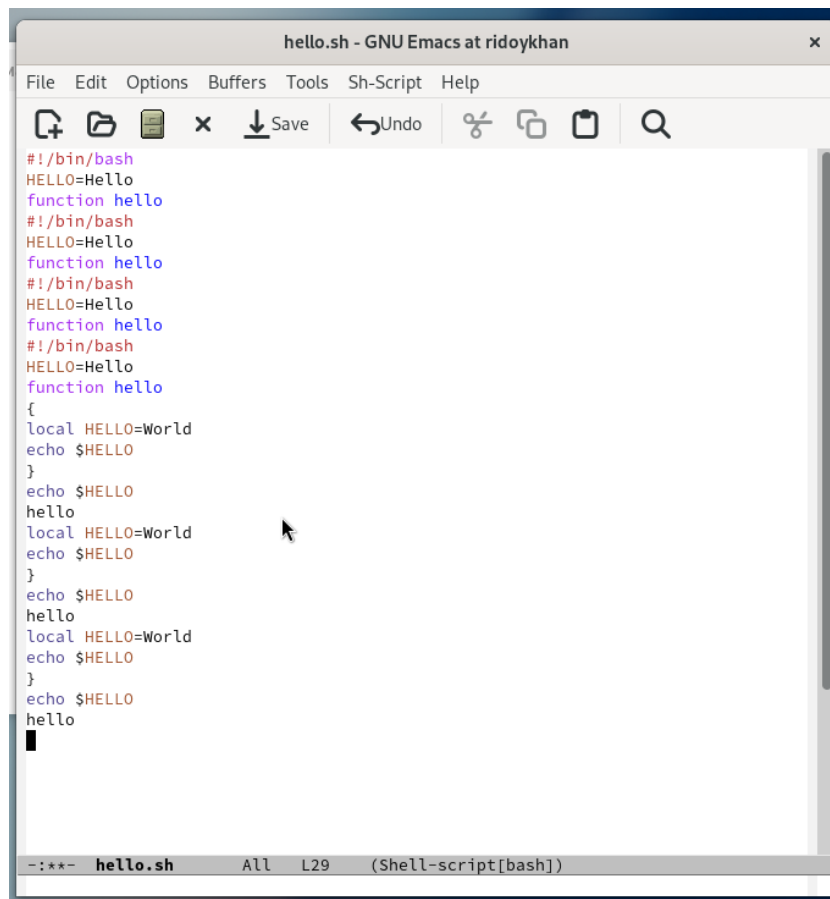 hello.sh - GNU Emacs at ridoykhan
×
File Edit Options Buffers Tools Sh-Script Help
Save Undo
#!/bin/bash
HELLO=Hello
function hello
#!/bin/bash
HELLO=Hello
function hello
#!/bin/bash
HELLO=Hello
function hello
#!/bin/bash
HELLO=Hello
function hello
{
local HELLO=World
echo $HELLO
}
echo $HELLO
hello
local HELLO=World
echo $HELLO
}
echo $HELLO
hello
local HELLO=World
echo $HELLO
}
echo $HELLO
hello
-:**- hello.sh All L29 (Shell-script[bash])